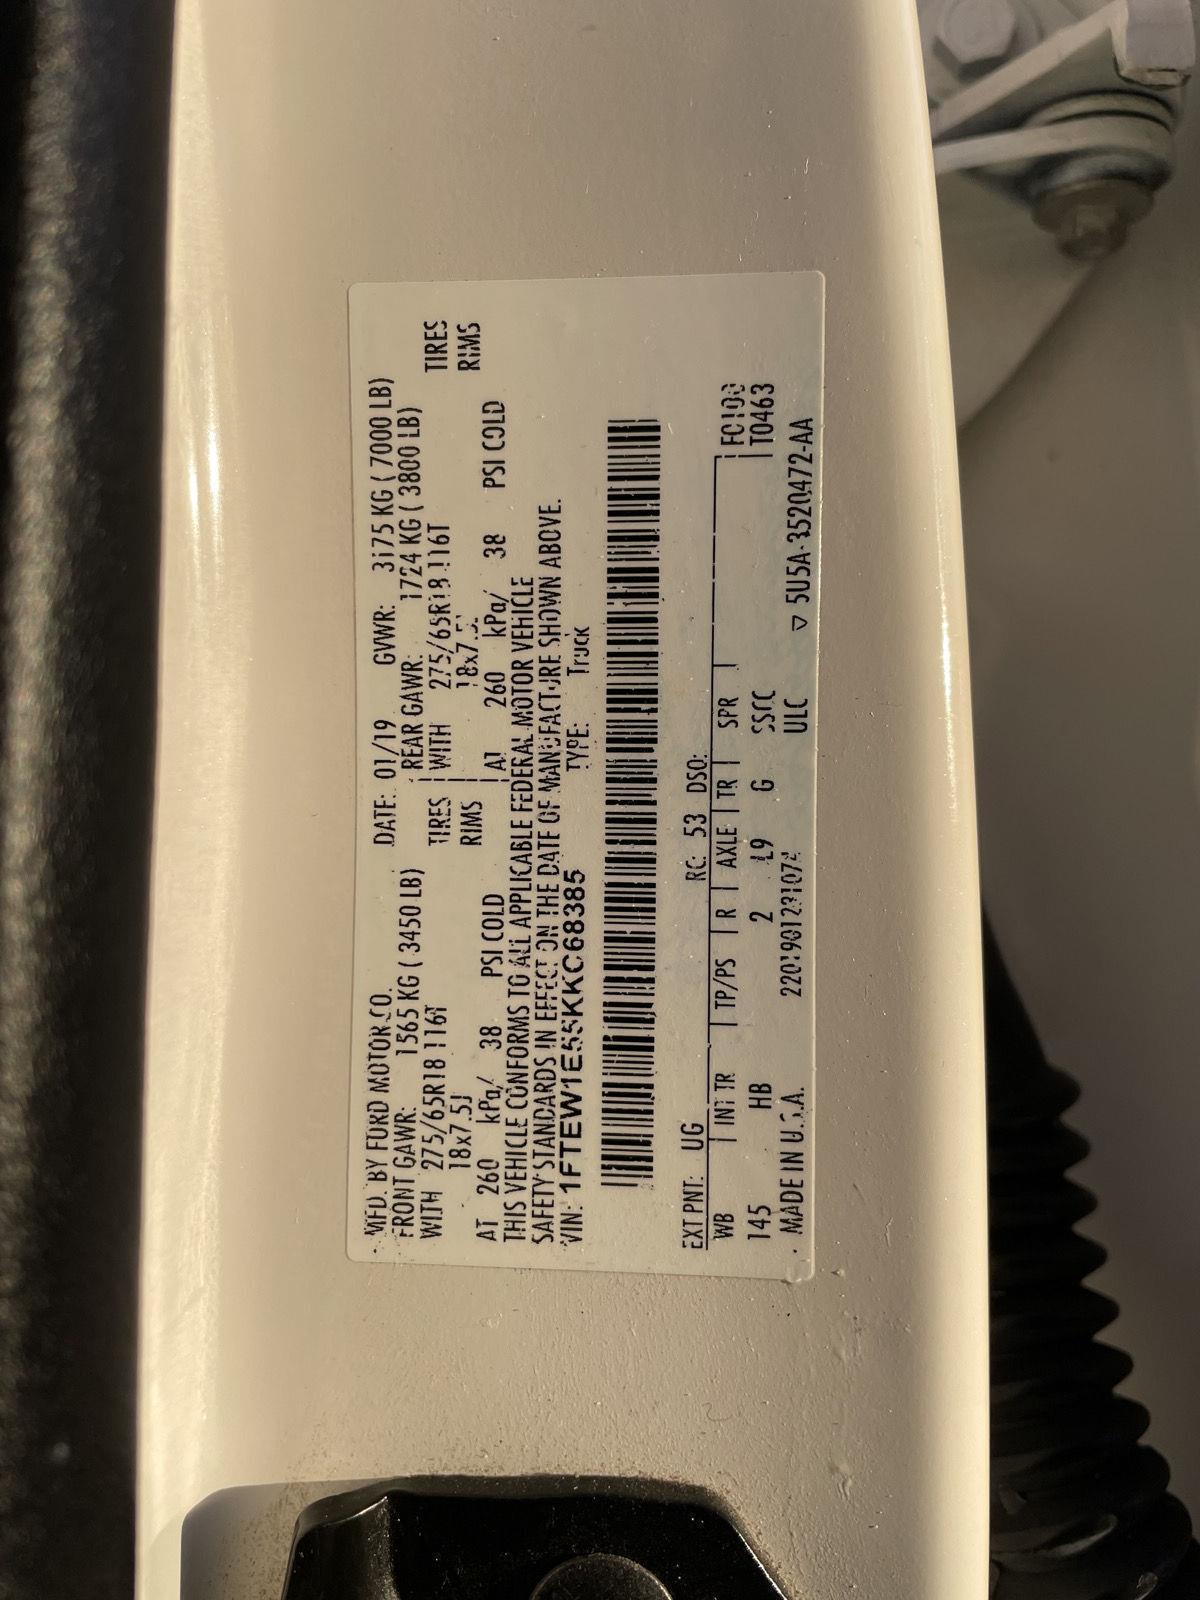 MFD. BY FORD MOTOR CO. DATE: 01/19 GVWR: 3175 KG ( 7000 LB)
FRONT GAWR: 1565 KG ( 3450 LB) REAR GAWR: 1724 KG ( 3800 LB)
WITH 275/65R18 116T TIRES WITH 275/65R18 116T TIRES
18x7.5J RIMS 18x7.5J RIMS
AT 260 kPa/ 38 PSI COLD AT 260 kPa/ 38 PSI COLD
THIS VEHICLE CONFORMS TO ALL APPLICABLE FEDERAL MOTOR VEHICLE
SAFETY STANDARDS IN EFFECT ON THE DATE OF MANUFACTURE SHOWN ABOVE.
VIN: 1FTEW1E55KKC68385 TYPE: Truck
EXT PNT: UG RC: 53 DSO:
WB INT TR TP/PS R AXLE TR SPR FC100
145 HB 2 L9 G SSCC T0463
MADE IN U.S.A. ULC ▽ 5U5A-3520472-AA